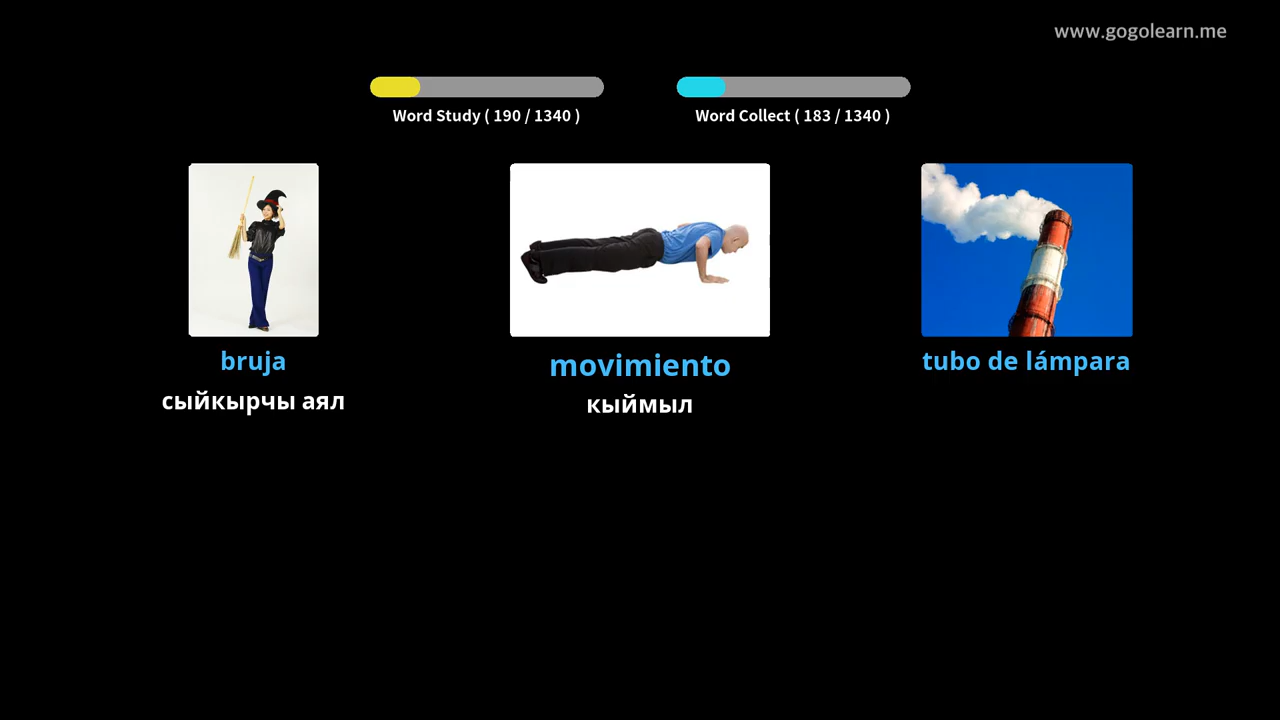 www.gogolearn.me
Word Study ( 190 / 1340 )
Word Collect ( 183 / 1340 )
bruja
movimiento
tubo de lámpara
сыйкырчы аял
кыймыл